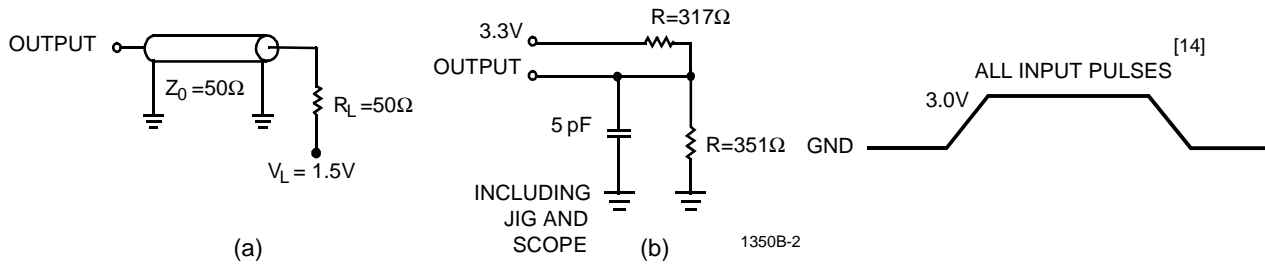 OUTPUT
Z0 =50Ω
RL =50Ω
VL = 1.5V
(a)
R=317Ω
3.3V
OUTPUT
5 pF
R=351Ω
INCLUDING
JIG AND
SCOPE
(b)
1350B-2
[14]
ALL INPUT PULSES
3.0V
GND